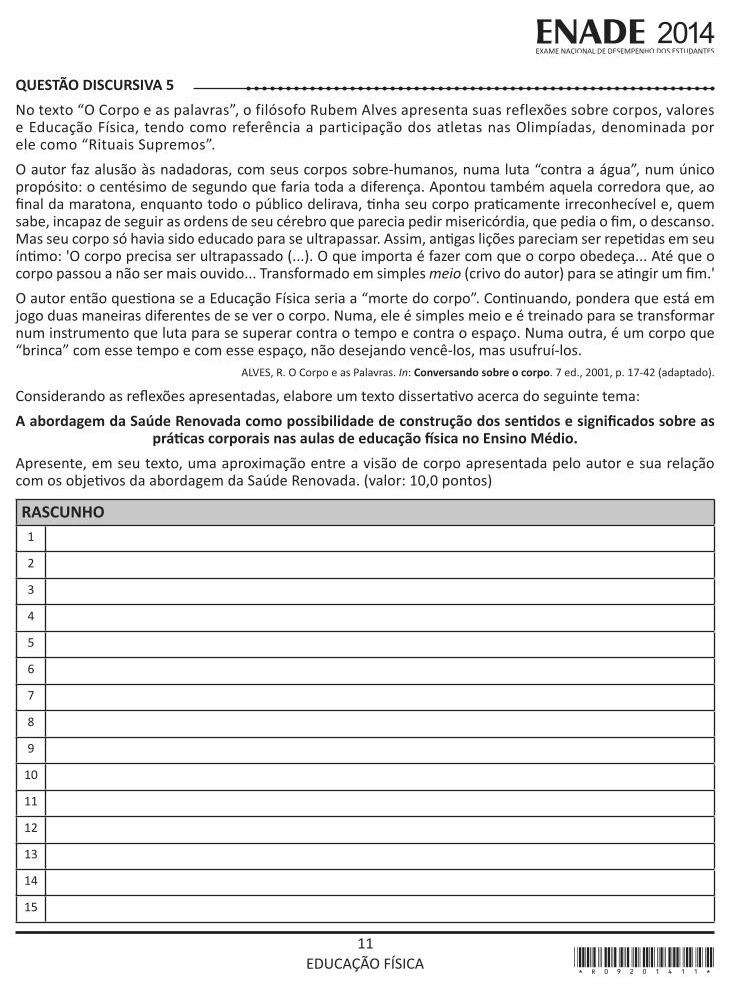 ENADE 2014
EXAME NACIONAL DE DESEMPENHO DOS ESTUDANTES
QUESTÃO DISCURSIVA 5
No texto “O Corpo e as palavras”, o filósofo Rubem Alves apresenta suas reflexões sobre corpos, valores
e Educação Física, tendo como referência a participação dos atletas nas Olimpíadas, denominada por
ele como “Rituais Supremos”.
O autor faz alusão às nadadoras, com seus corpos sobre-humanos, numa luta “contra a água”, num único
propósito: o centésimo de segundo que faria toda a diferença. Apontou também aquela corredora que, ao
final da maratona, enquanto todo o público delirava, tinha seu corpo praticamente irreconhecível e, quem
sabe, incapaz de seguir as ordens de seu cérebro que parecia pedir misericórdia, que pedia o fim, o descanso.
Mas seu corpo só havia sido educado para se ultrapassar. Assim, antigas lições pareciam ser repetidas em seu
íntimo: 'O corpo precisa ser ultrapassado (...). O que importa é fazer com que o corpo obedeça... Até que o
corpo passou a não ser mais ouvido... Transformado em simples meio (crivo do autor) para se atingir um fim.'
O autor então questiona se a Educação Física seria a “morte do corpo”. Continuando, pondera que está em
jogo duas maneiras diferentes de se ver o corpo. Numa, ele é simples meio e é treinado para se transformar
num instrumento que luta para se superar contra o tempo e contra o espaço. Numa outra, é um corpo que
“brinca” com esse tempo e com esse espaço, não desejando vencê-los, mas usufruí-los.
ALVES, R. O Corpo e as Palavras. In: Conversando sobre o corpo. 7 ed., 2001, p. 17-42 (adaptado).
Considerando as reflexões apresentadas, elabore um texto dissertativo acerca do seguinte tema:
A abordagem da Saúde Renovada como possibilidade de construção dos sentidos e significados sobre as
práticas corporais nas aulas de educação física no Ensino Médio.
Apresente, em seu texto, uma aproximação entre a visão de corpo apresentada pelo autor e sua relação
com os objetivos da abordagem da Saúde Renovada. (valor: 10,0 pontos)
RASCUNHO
1
2
3
4
5
6
7
8
9
10
11
12
13
14
15
11
EDUCAÇÃO FÍSICA
*R09201411*